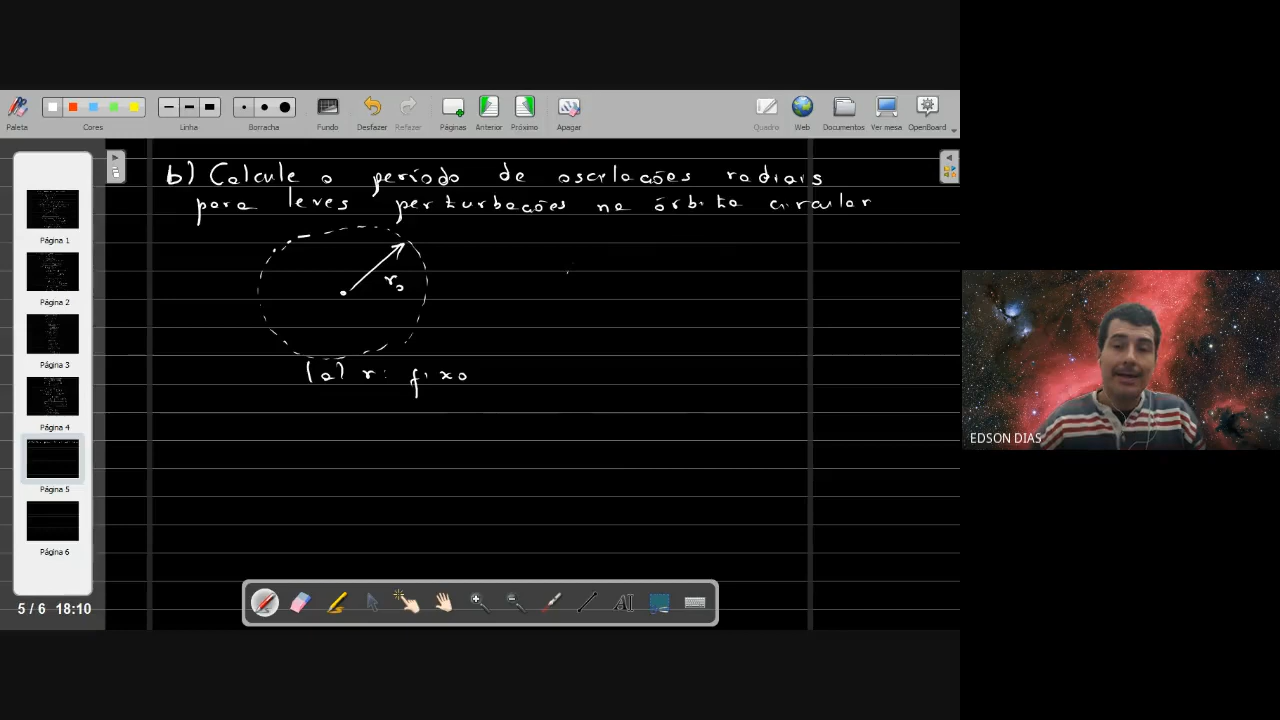 Paleta
Cores
Linha
Borracha
Fundo
Desfazer
Refazer
Páginas
Anterior
Próximo
Apagar
Quadro
Web
Documentos
Ver mesa
OpenBoard
Página 1
Página 2
Página 3
Página 4
Página 5
Página 6
5 / 6 18:10
b) Calcule o período de oscilações radiais
para leves perturbações na órbita circular
r₀
(a) r: fixo
AI
EDSON DIAS